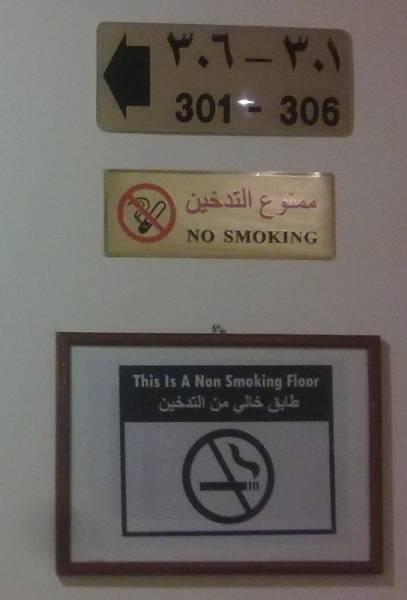 ٣٠٦ – ٣٠١
301 - 306
ممنوع التدخين
NO SMOKING
This Is A Non Smoking Floor
طابق خالي من التدخين